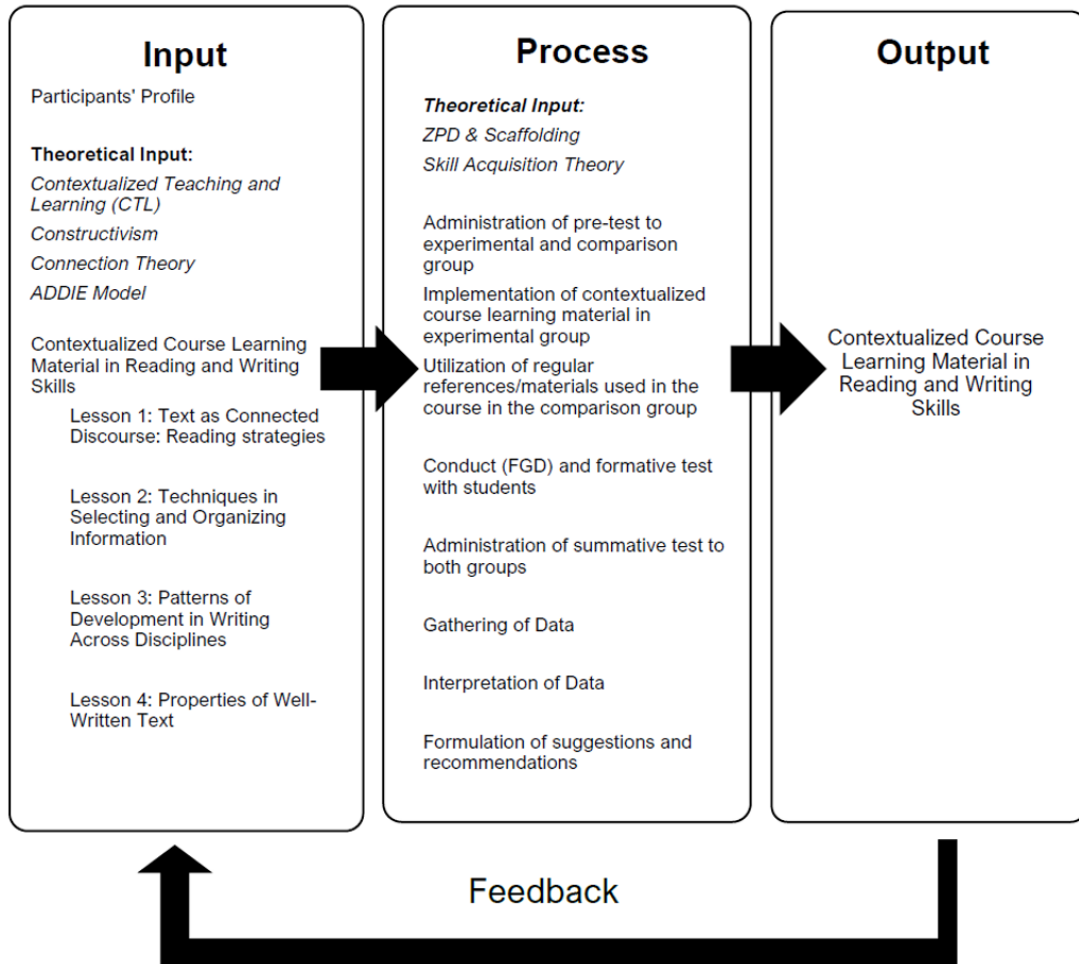 Input
Participants' Profile
Theoretical Input:
Contextualized Teaching and
Learning (CTL)
Constructivism
Connection Theory
ADDIE Model
Contextualized Course Learning
Material in Reading and Writing
Skills
Lesson 1: Text as Connected
Discourse: Reading strategies
Lesson 2: Techniques in
Selecting and Organizing
Information
Lesson 3: Patterns of
Development in Writing
Across Disciplines
Lesson 4: Properties of Well-
Written Text
Process
Theoretical Input:
ZPD & Scaffolding
Skill Acquisition Theory
Administration of pre-test to
experimental and comparison
group
Implementation of contextualized
course learning material in
experimental group
Utilization of regular
references/materials used in the
course in the comparison group
Conduct (FGD) and formative test
with students
Administration of summative test to
both groups
Gathering of Data
Interpretation of Data
Formulation of suggestions and
recommendations
Output
Contextualized Course
Learning Material in
Reading and Writing
Skills
Feedback